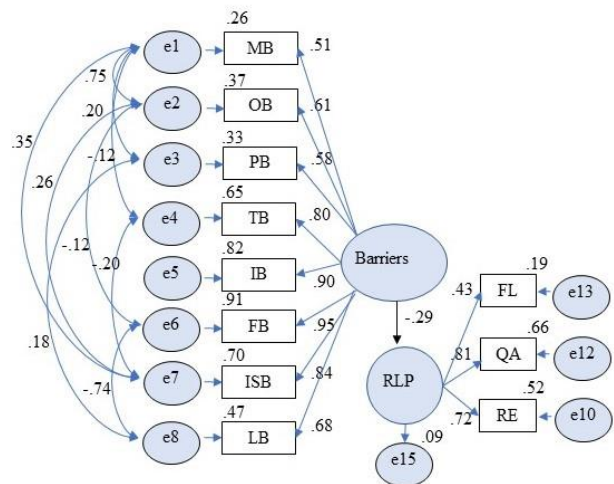 .26
e1
MB
.51
.75
.37
e2
OB
.61
.20
.35
-.12
.33
e3
PB
.58
.26
.65
e4
TB
.80
-.12
.82
Barriers
-.20
e5
IB
.90
.19
.91
FL
e13
.43
e6
FB
-.29
.95
.66
.18
.70
.81
QA
e12
e7
ISB
.84
RLP
-.74
.52
.47
RE
e10
.72
e8
LB
.68
.09
e15